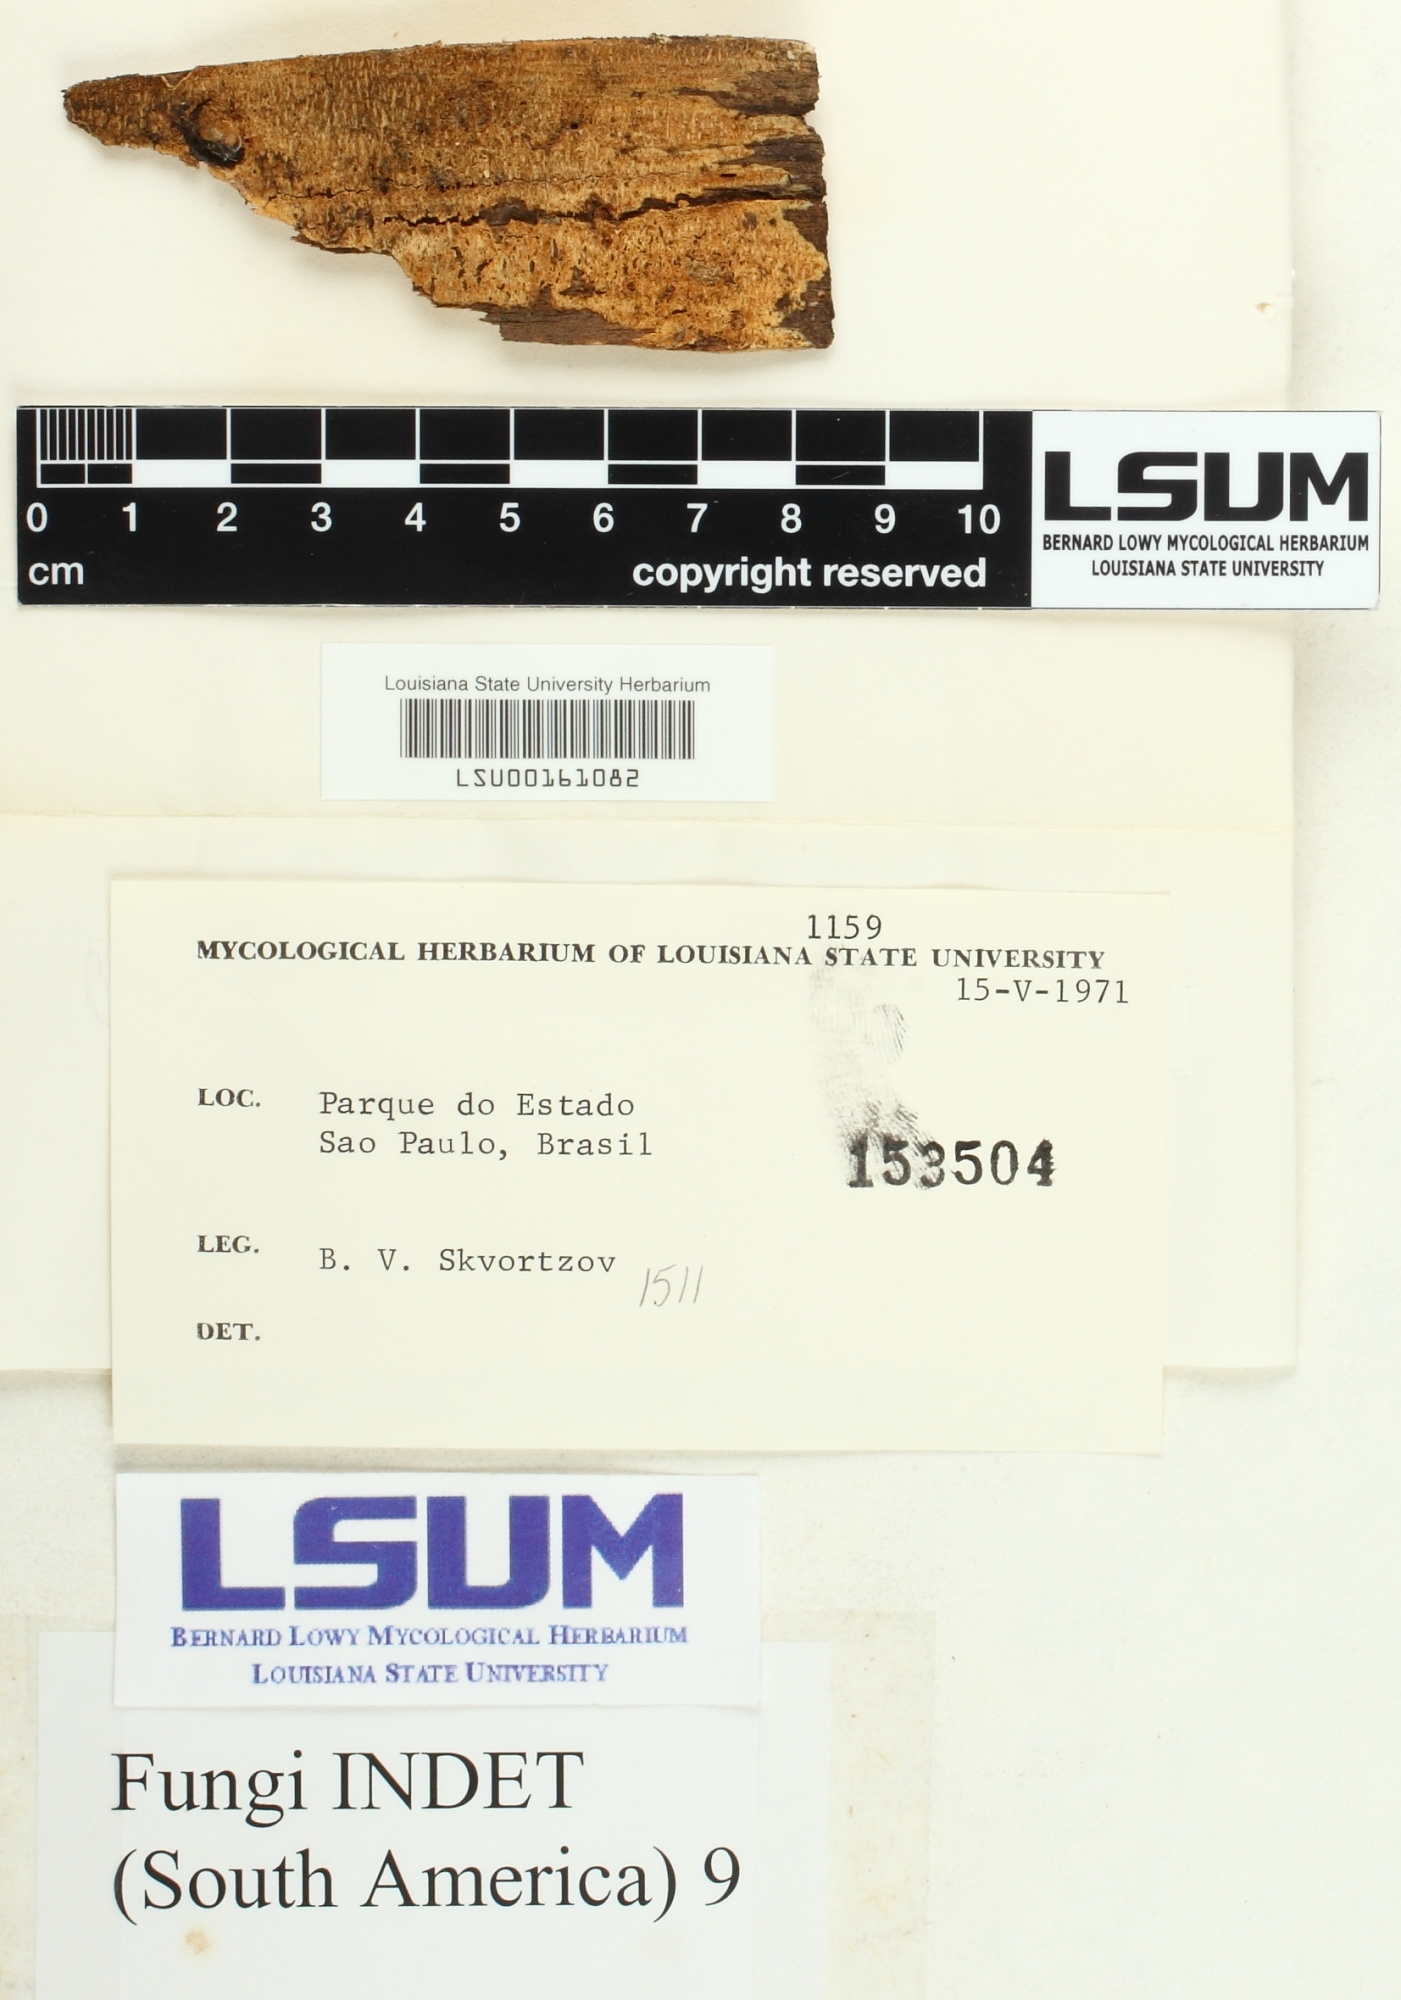 0 1 2 3 4 5 6 7 8 9 10
cm
copyright reserved
LSUM
BERNARD LOWY MYCOLOGICAL HERBARIUM
LOUISIANA STATE UNIVERSITY
Louisiana State University Herbarium
LSU00161082
1159
MYCOLOGICAL HERBARIUM OF LOUISIANA STATE UNIVERSITY
15-V-1971
LOC. Parque do Estado
Sao Paulo, Brasil
153504
LEG. B. V. Skvortzov
1511
DET.
LSUM
BERNARD LOWY MYCOLOGICAL HERBARIUM
LOUISIANA STATE UNIVERSITY
Fungi INDET
(South America) 9